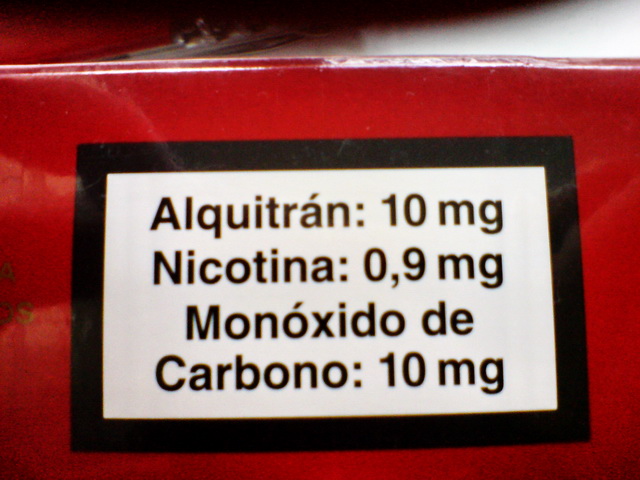 Alquitrán: 10 mg
Nicotina: 0,9 mg
Monóxido de
Carbono: 10 mg